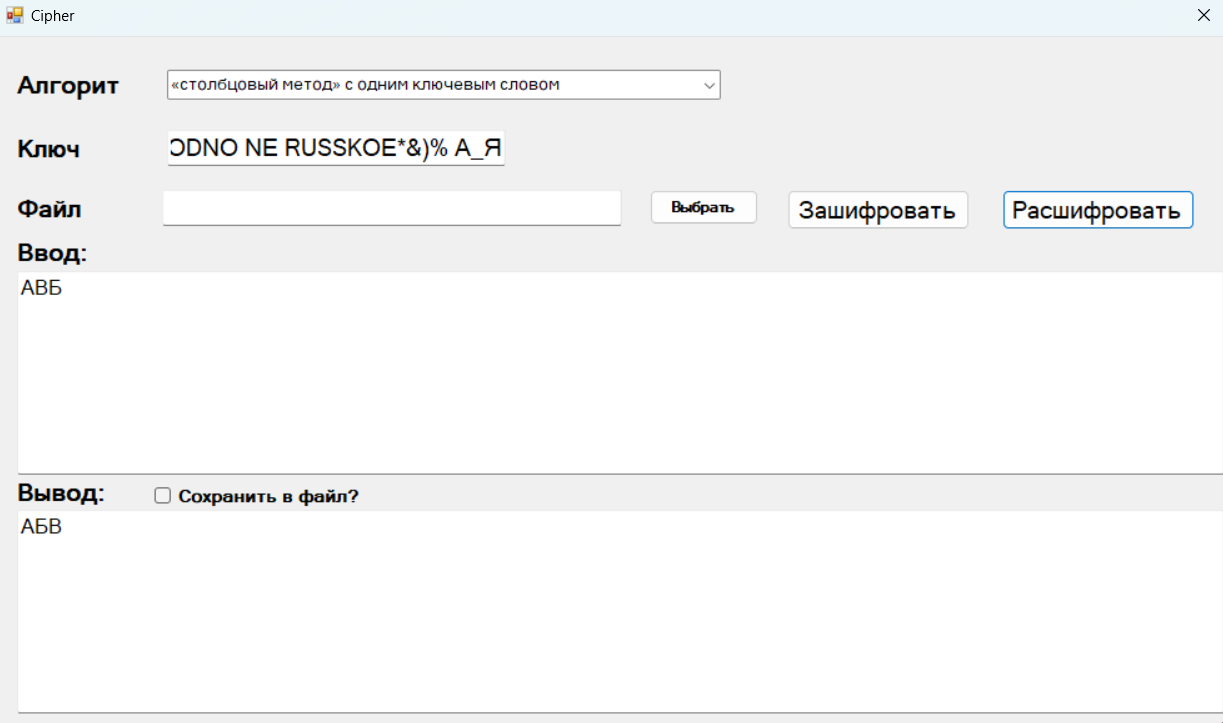 Cipher
Алгорит
«столбцовый метод» с одним ключевым словом
Ключ
ODNO NE RUSSKOE*&)% А_Я
Файл
Выбрать
Зашифровать
Расшифровать
Ввод:
АВБ
Вывод:
Сохранить в файл?
АБВ